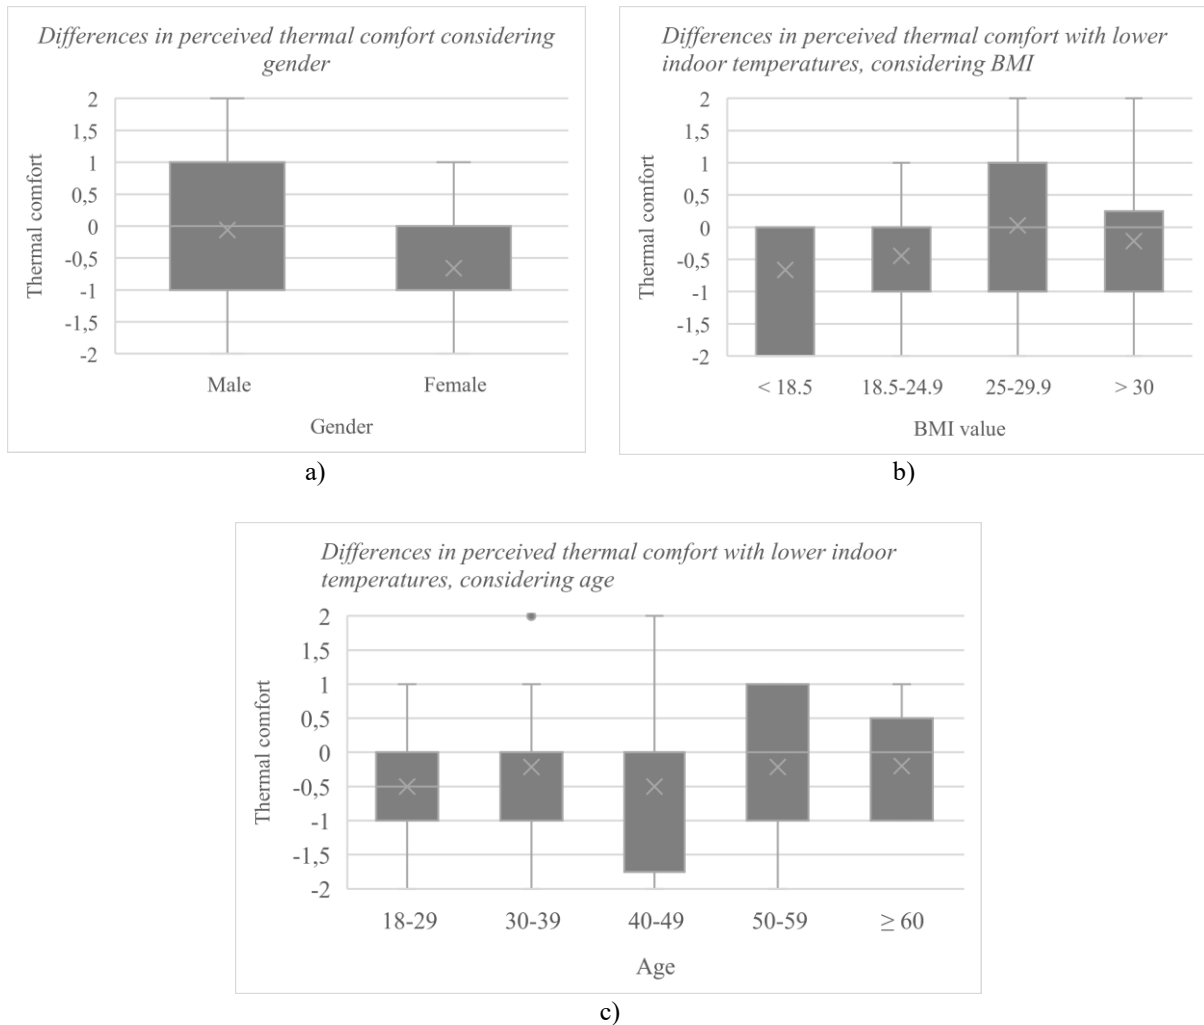 Differences in perceived thermal comfort considering
gender
Thermal comfort
2
1,5
1
0,5
0
-0,5
-1
-1,5
-2
Male Female
Gender
a)
Differences in perceived thermal comfort with lower
indoor temperatures, considering BMI
Thermal comfort
2
1,5
1
0,5
0
-0,5
-1
-1,5
-2
< 18.5 18.5-24.9 25-29.9 > 30
BMI value
b)
Differences in perceived thermal comfort with lower indoor
temperatures, considering age
Thermal comfort
2
1,5
1
0,5
0
-0,5
-1
-1,5
-2
18-29 30-39 40-49 50-59 ≥ 60
Age
c)